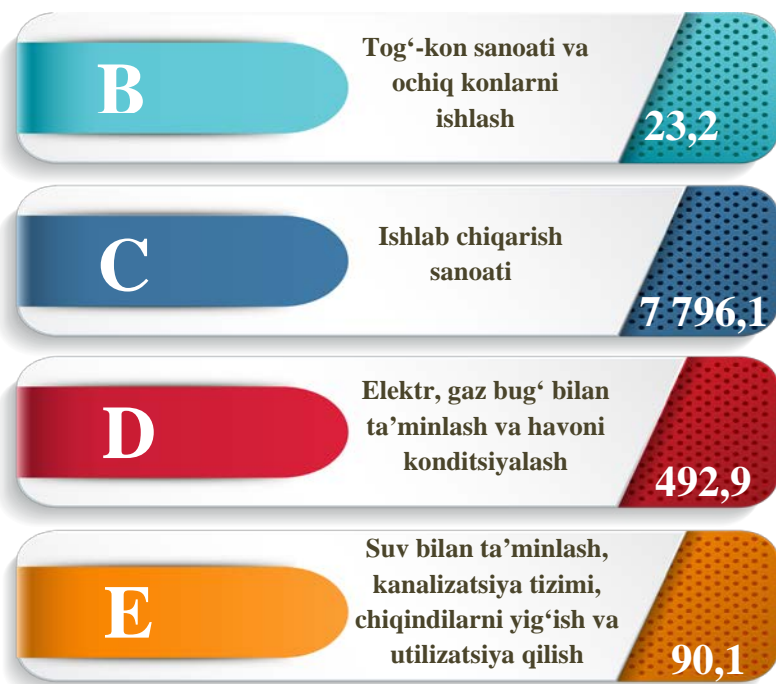 B
Tog‘-kon sanoati va
ochiq konlarni
ishlash
23,2
C
Ishlab chiqarish
sanoati
7 796,1
D
Elektr, gaz bug‘ bilan
ta’minlash va havoni
konditsiyalash
492,9
E
Suv bilan ta’minlash,
kanalizatsiya tizimi,
chiqindilarni yig‘ish va
utilizatsiya qilish
90,1